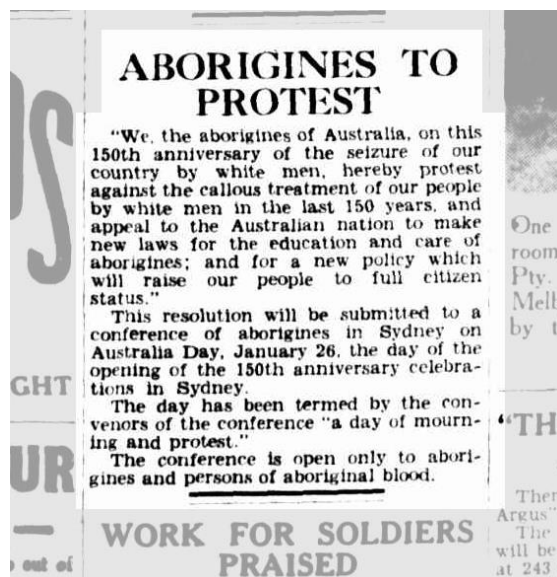 ABORIGINES TO
PROTEST
"We, the aborigines of Australia, on this
150th anniversary of the seizure of our
country by white men, hereby protest
against the callous treatment of our people
by white men in the last 150 years, and
appeal to the Australian nation to make
new laws for the education and care of
aborigines; and for a new policy which
will raise our people to full citizen
status."
This resolution will be submitted to a
conference of aborigines in Sydney on
Australia Day, January 26, the day of the
opening of the 150th anniversary celebra-
tions in Sydney.
The day has been termed by the con-
venors of the conference "a day of mourn-
ing and protest."
The conference is open only to abori-
gines and persons of aboriginal blood.
WORK FOR SOLDIERS
PRAISED
PS
GHT
UR
out of
One
room
Pty.
Melb
by t
"TH
Ther
Argus"
The
will be
at 243